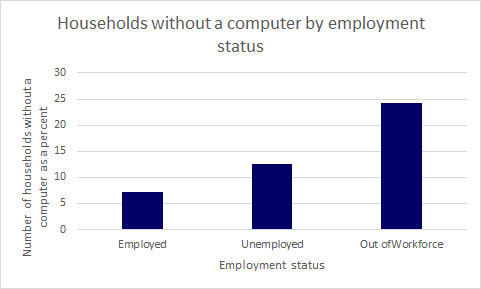 Households without a computer by employment
status
Number of households without a
computer as a percent
30
25
20
15
10
5
0
Employed
Unemployed
Out of Workforce
Employment status